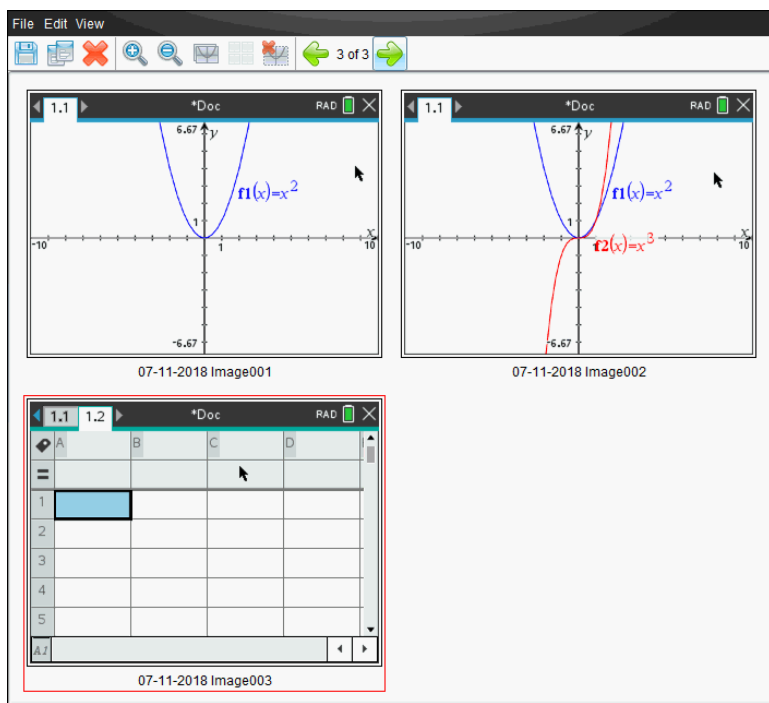 File Edit View
3 of 3
1.1 *Doc RAD
6.67 y
f1(x)=x²
1
x
-10 1 10
-6.67
07-11-2018 Image001
1.1 *Doc RAD
6.67 y
f1(x)=x²
1
x
f2(x)=x³
-10 10
-6.67
07-11-2018 Image002
1.1 1.2 *Doc RAD
A B C D
=
1
2
3
4
5
A1
07-11-2018 Image003